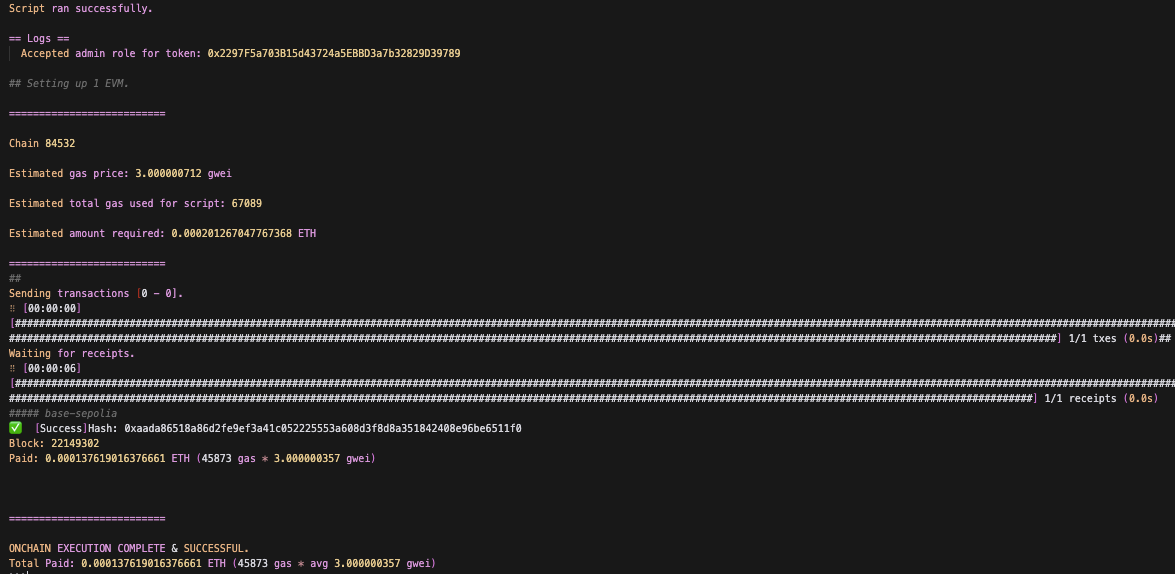 Script ran successfully.
== Logs ==
Accepted admin role for token: 0x2297F5a703B15d43724a5EBBD3a7b32829D39789
## Setting up 1 EVM.
==========================
Chain 84532
Estimated gas price: 3.000000712 gwei
Estimated total gas used for script: 67089
Estimated amount required: 0.000201267047767368 ETH
==========================
##
Sending transactions [0 - 0].
⠿ [00:00:00]
[################################################################################################################################################################################################
##############################################################################################################################################################################] 1/1 txes (0.0s)##
Waiting for receipts.
⠿ [00:00:06]
[################################################################################################################################################################################################
##########################################################################################################################################################################] 1/1 receipts (0.0s)
##### base-sepolia
✅ [Success]Hash: 0xaada86518a86d2fe9ef3a41c052225553a608d3f8d8a351842408e96be6511f0
Block: 22149302
Paid: 0.000137619016376661 ETH (45873 gas * 3.000000357 gwei)
==========================
ONCHAIN EXECUTION COMPLETE & SUCCESSFUL.
Total Paid: 0.000137619016376661 ETH (45873 gas * avg 3.000000357 gwei)